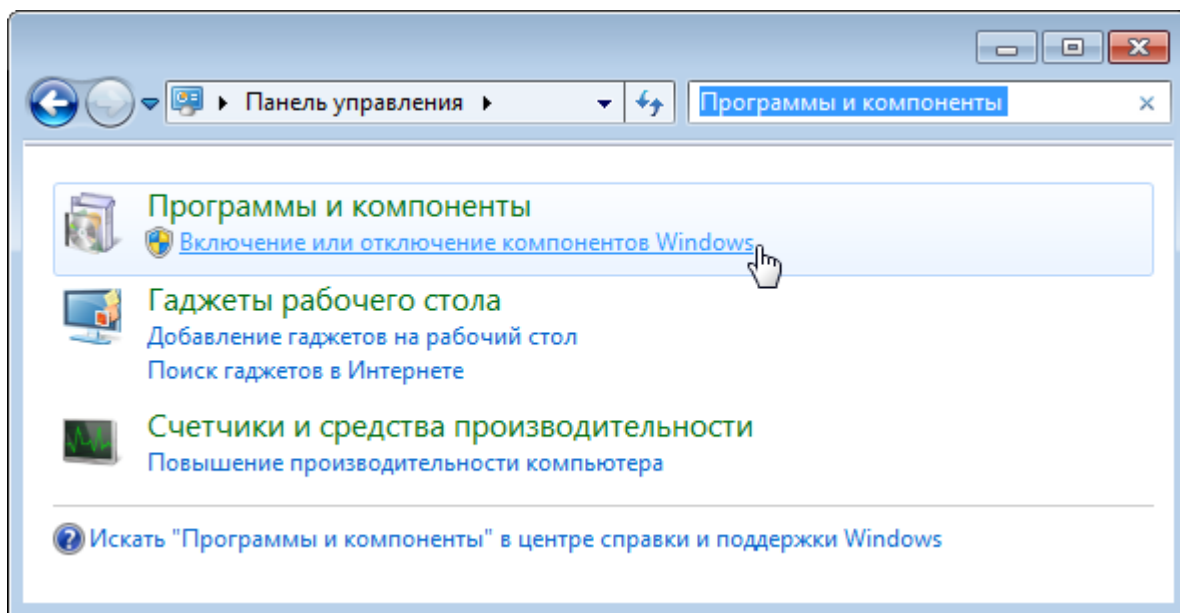 Панель управления
Программы и компоненты
Программы и компоненты
Включение или отключение компонентов Windows
Гаджеты рабочего стола
Добавление гаджетов на рабочий стол
Поиск гаджетов в Интернете
Счетчики и средства производительности
Повышение производительности компьютера
Искать "Программы и компоненты" в центре справки и поддержки Windows